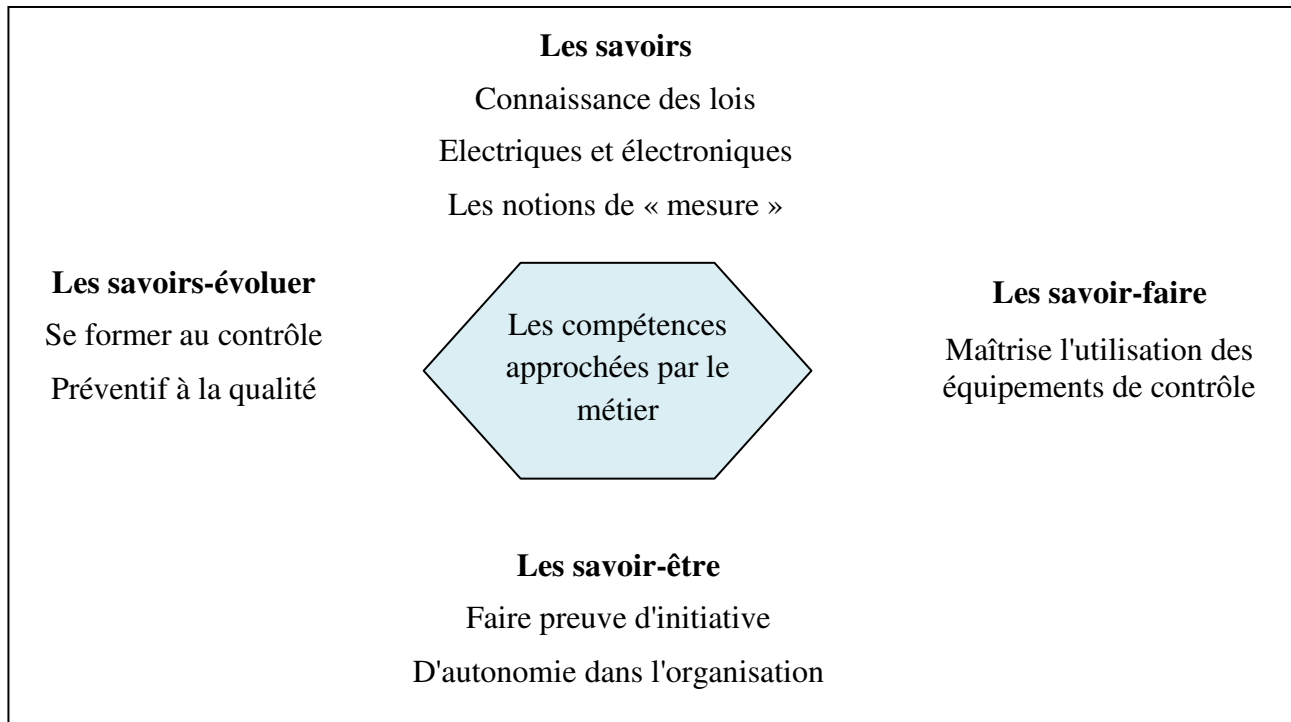 Les savoirs
Connaissance des lois
Electriques et électroniques
Les notions de « mesure »
Les savoirs-évoluer
Se former au contrôle
Préventif à la qualité
Les compétences
approchées par le
métier
Les savoir-faire
Maîtrise l'utilisation des
équipements de contrôle
Les savoir-être
Faire preuve d'initiative
D'autonomie dans l'organisation